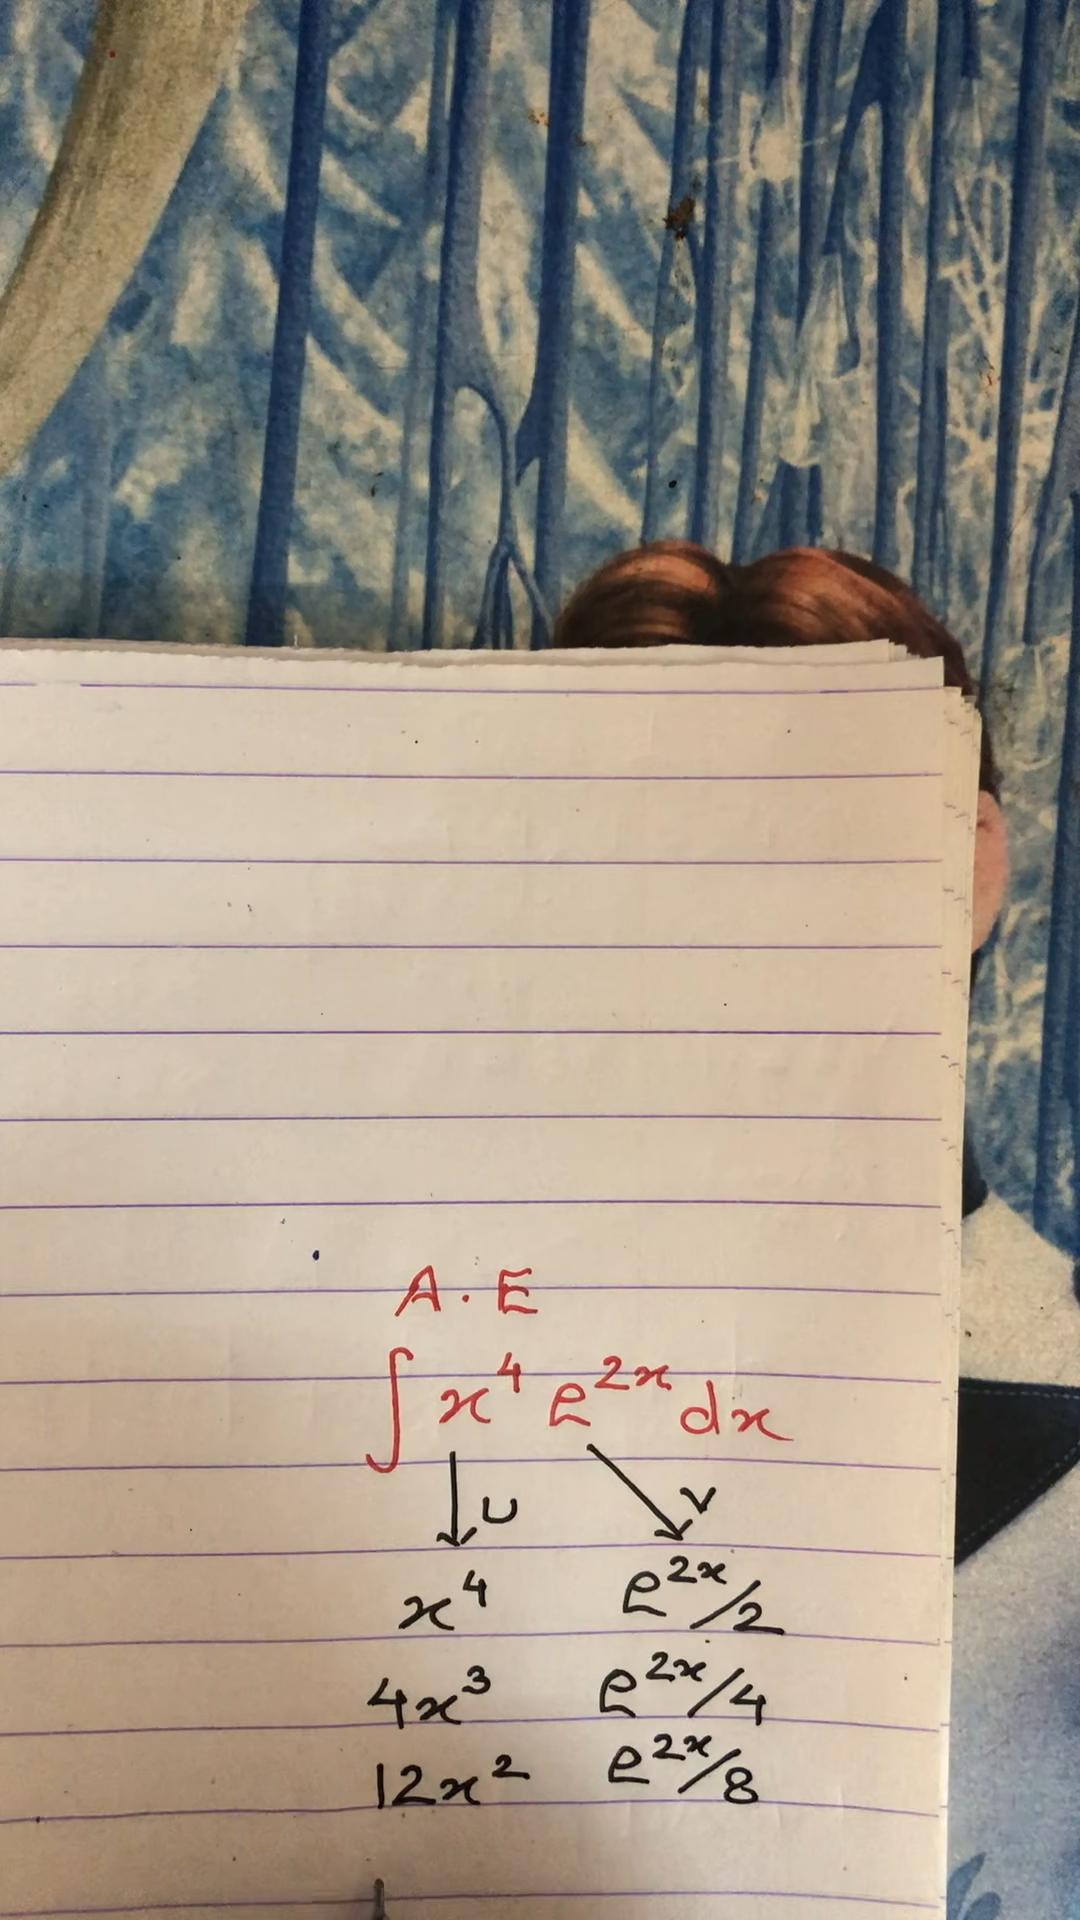 A.E
∫ x⁴ e²ˣ dx
↓ U ↘ V
x⁴ e²ˣ/2
4x³ e²ˣ/4
12x² e²ˣ/8